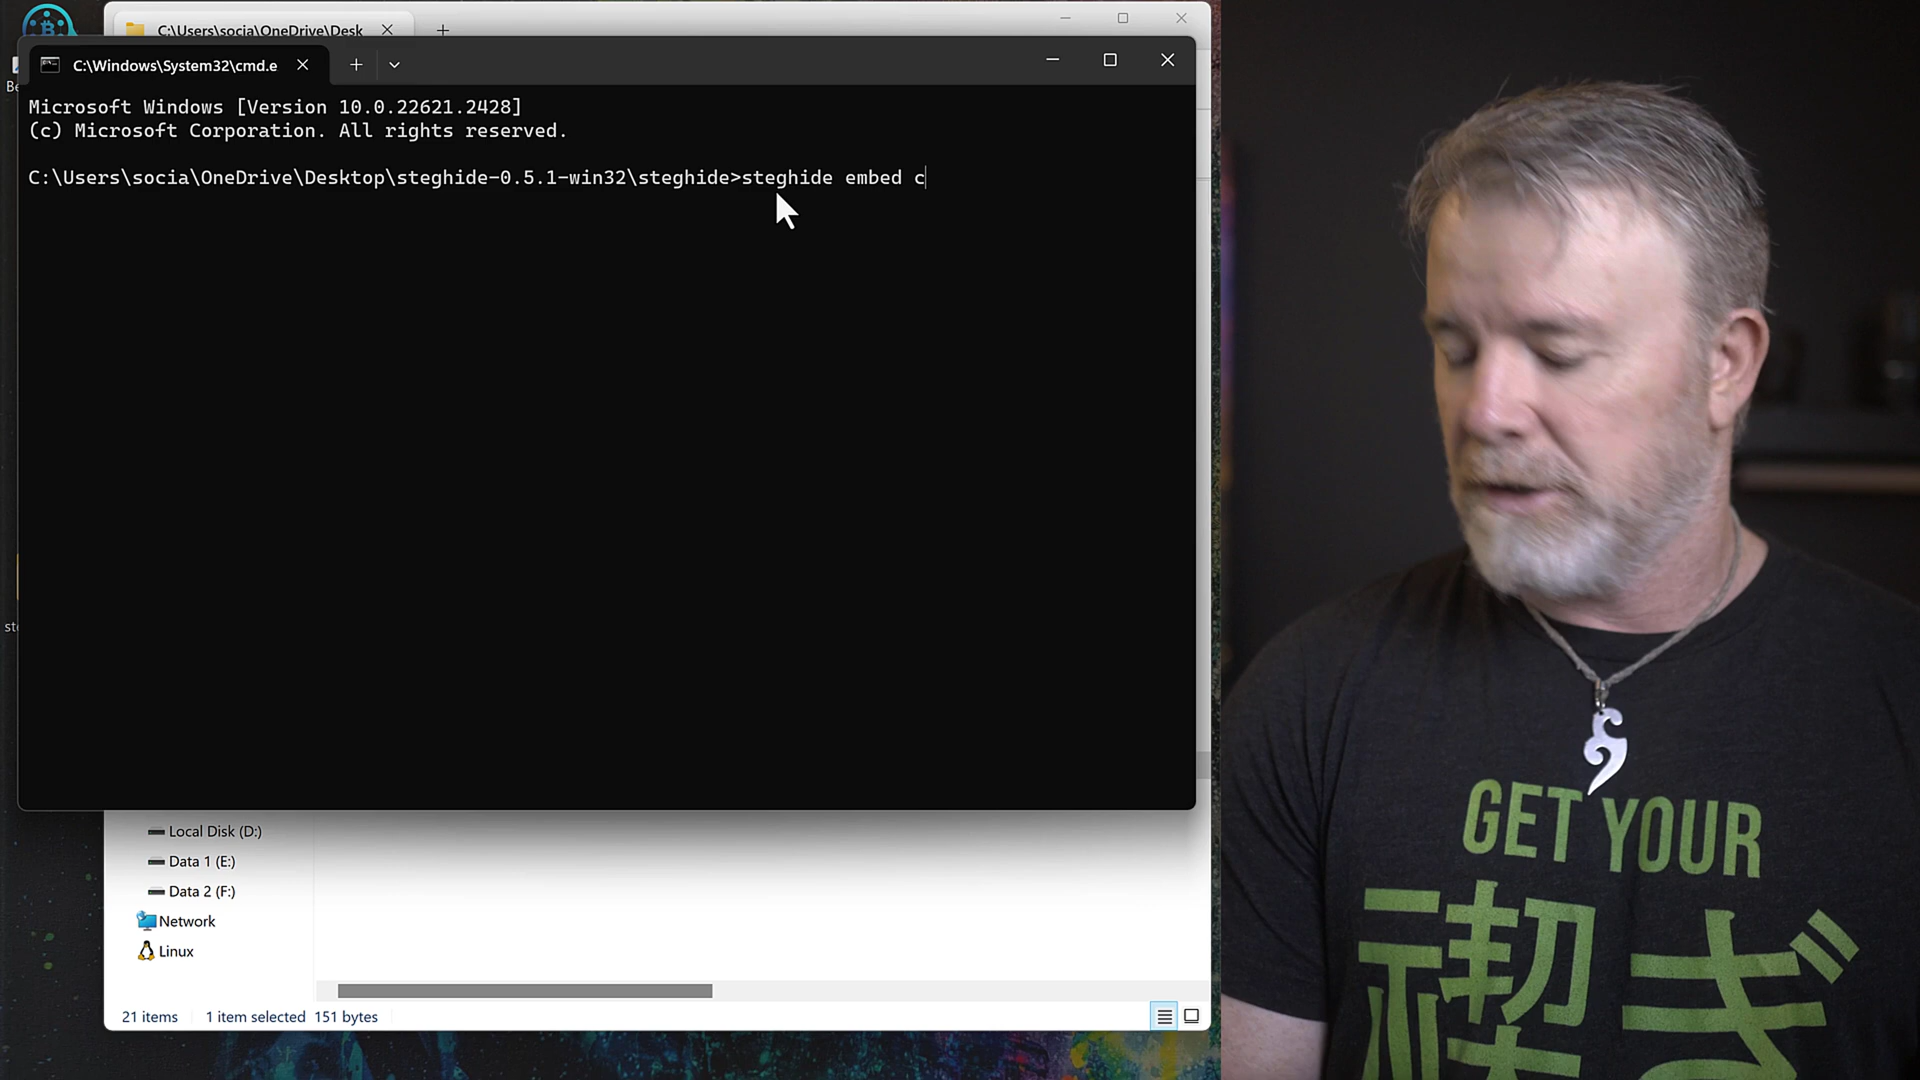 C:\Users\socia\OneDrive\Desk
C:\Windows\System32\cmd.e
Microsoft Windows [Version 10.0.22621.2428]
(c) Microsoft Corporation. All rights reserved.
C:\Users\socia\OneDrive\Desktop\steghide-0.5.1-win32\steghide>steghide embed c
Local Disk (D:)
Data 1 (E:)
Data 2 (F:)
Network
Linux
21 items 1 item selected 151 bytes
GET YOUR
禊ぎ